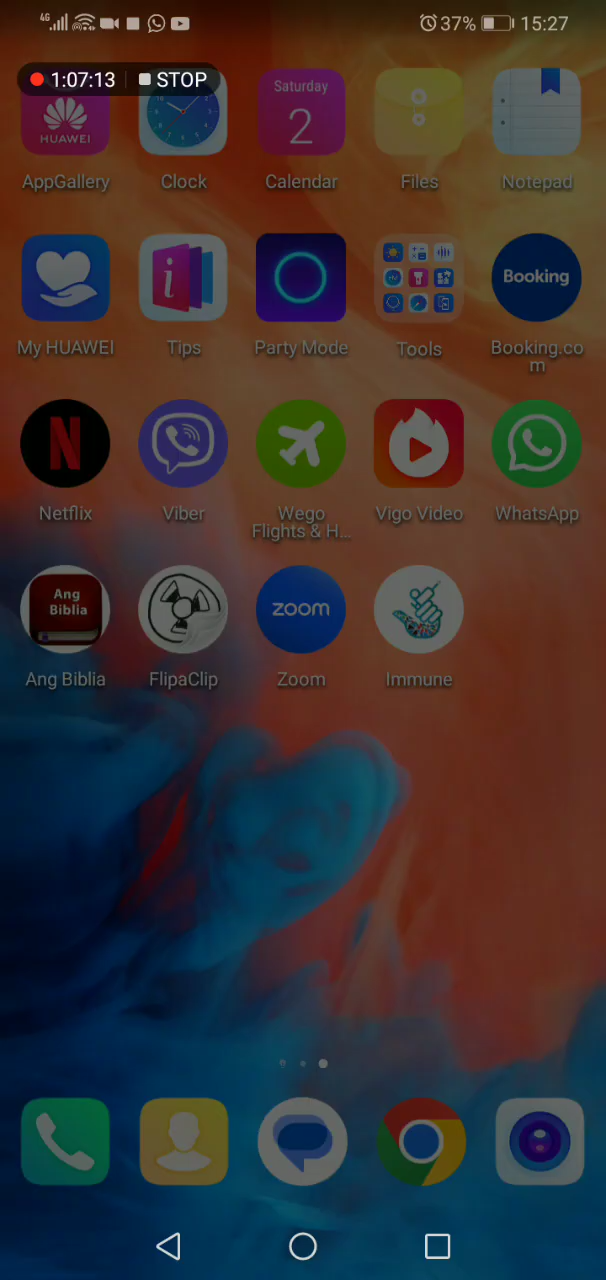 4G 37% 15:27
1:07:13 STOP
HUAWEI
Saturday
2
AppGallery Clock Calendar Files Notepad
i
Booking
My HUAWEI Tips Party Mode Tools Booking.co
m
N
Netflix Viber Wego Vigo Video WhatsApp
Flights & H...
Ang
Biblia
zoom
Ang Biblia FlipaClip Zoom Immune